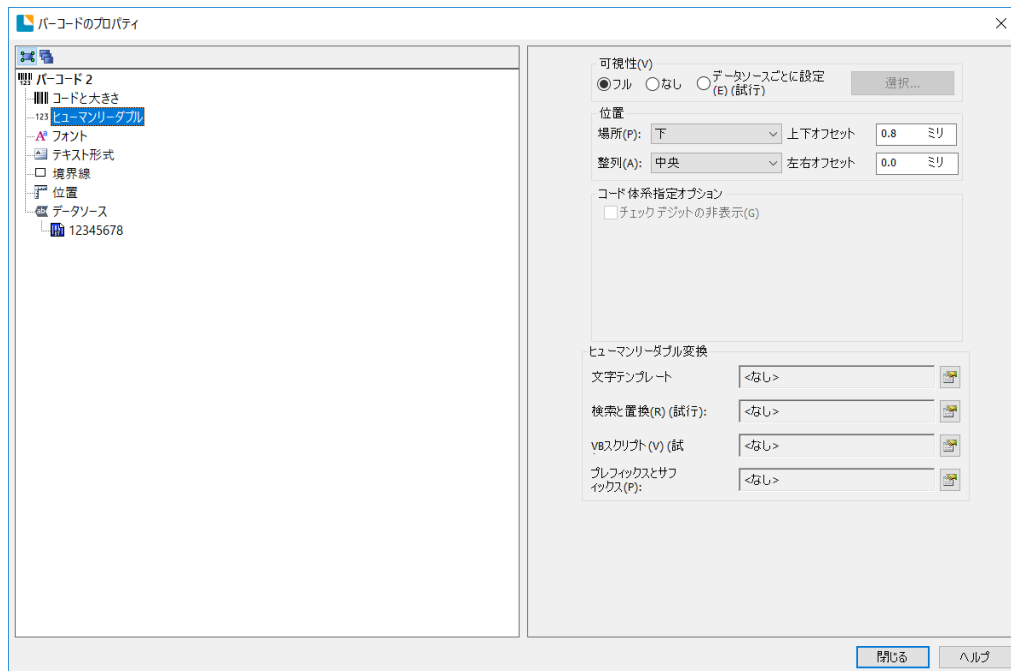 バーコードのプロパティ
バーコード 2
コードと大きさ
123 ヒューマンリーダブル
フォント
テキスト形式
境界線
位置
データソース
12345678
可視性(V)
フル なし データソースごとに設定
(E) (試行) 選択...
位置
場所(P): 下 上下オフセット 0.8 ミリ
整列(A): 中央 左右オフセット 0.0 ミリ
コード体系指定オプション
チェックデジットの非表示(G)
ヒューマンリーダブル変換
文字テンプレート <なし>
検索と置換(R) (試行): <なし>
VBスクリプト(V) (試 <なし>
プレフィックスとサフ
ィックス(P): <なし>
閉じる ヘルプ